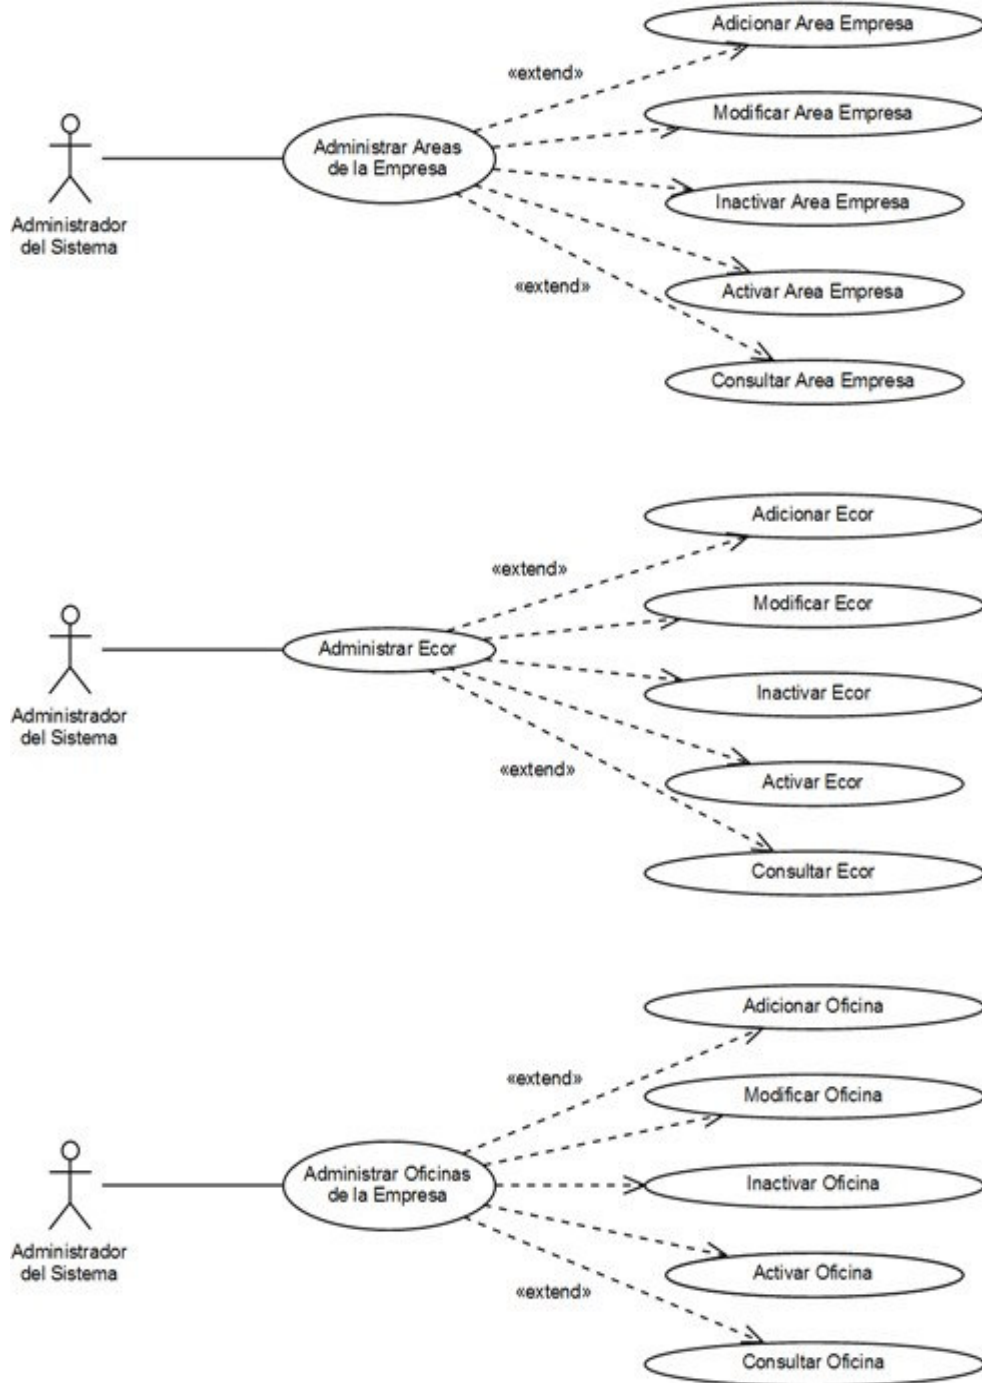 Adicionar Area Empresa
«extend»
Modificar Area Empresa
Administrar Areas
de la Empresa
Inactivar Area Empresa
Administrador
del Sistema
«extend»
Activar Area Empresa
Consultar Area Empresa
Adicionar Ecor
«extend»
Modificar Ecor
Administrar Ecor
Inactivar Ecor
Administrador
del Sistema
«extend»
Activar Ecor
Consultar Ecor
Adicionar Oficina
«extend»
Modificar Oficina
Administrar Oficinas
de la Empresa
Inactivar Oficina
Administrador
del Sistema
«extend»
Activar Oficina
Consultar Oficina